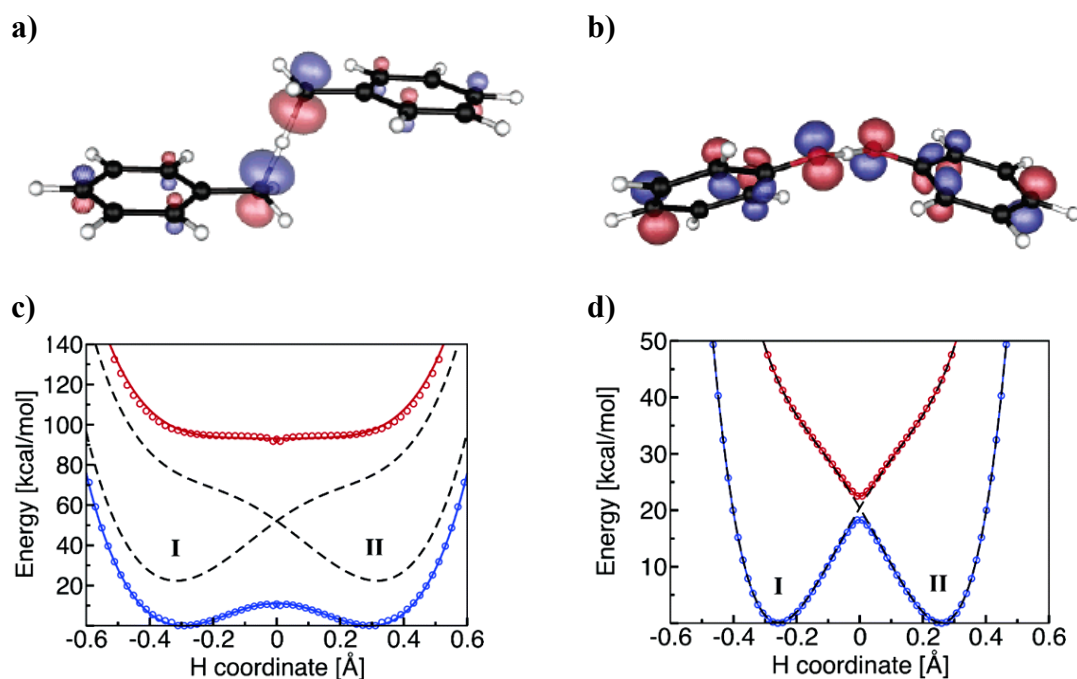 a)
b)
c)
d)
140
120
100
80
60
40
20
-0.6 -0.4 -0.2 0 0.2 0.4 0.6
Energy [kcal/mol]
H coordinate [Å]
I
II
50
40
30
20
10
-0.6 -0.4 -0.2 0 0.2 0.4 0.6
Energy [kcal/mol]
H coordinate [Å]
I
II